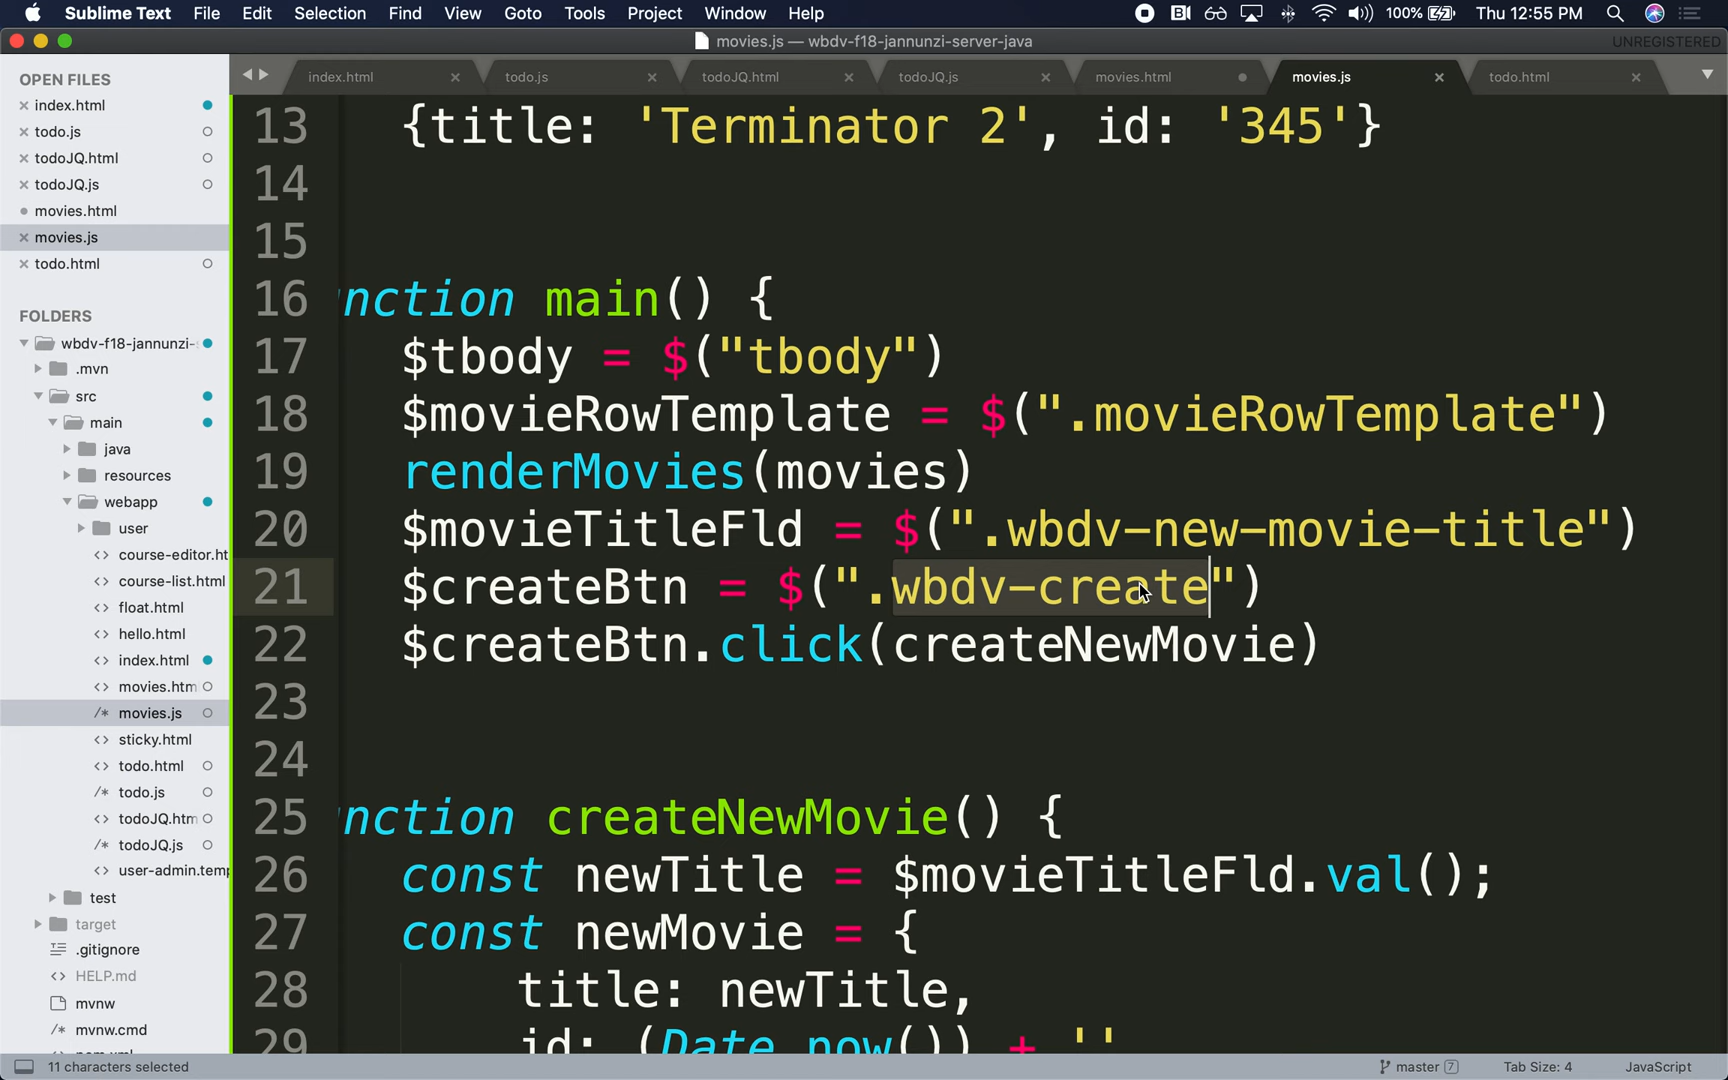 Sublime Text File Edit Selection Find View Goto Tools Project Window Help 100% Thu 12:55 PM
movies.js — wbdv-f18-jannunzi-server-java UNREGISTERED
index.html todo.js todoJQ.html todoJQ.js movies.html movies.js todo.html
OPEN FILES
index.html
todo.js
todoJQ.html
todoJQ.js
movies.html
movies.js
todo.html
FOLDERS
wbdv-f18-jannunzi-
.mvn
src
main
java
resources
webapp
user
course-editor.ht
course-list.html
float.html
hello.html
index.html
movies.htm
/* movies.js
sticky.html
todo.html
/* todo.js
todoJQ.htm
/* todoJQ.js
user-admin.temp
test
target
.gitignore
HELP.md
mvnw
/* mvnw.cmd
13 {title: 'Terminator 2', id: '345'}
14
15
16 nction main() {
17 $tbody = $("tbody")
18 $movieRowTemplate = $(".movieRowTemplate")
19 renderMovies(movies)
20 $movieTitleFld = $(".wbdv-new-movie-title")
21 $createBtn = $(".wbdv-create")
22 $createBtn.click(createNewMovie)
23
24
25 nction createNewMovie() {
26 const newTitle = $movieTitleFld.val();
27 const newMovie = {
28 title: newTitle,
29 id: (Date.now()) + ''
11 characters selected master 7 Tab Size: 4 JavaScript